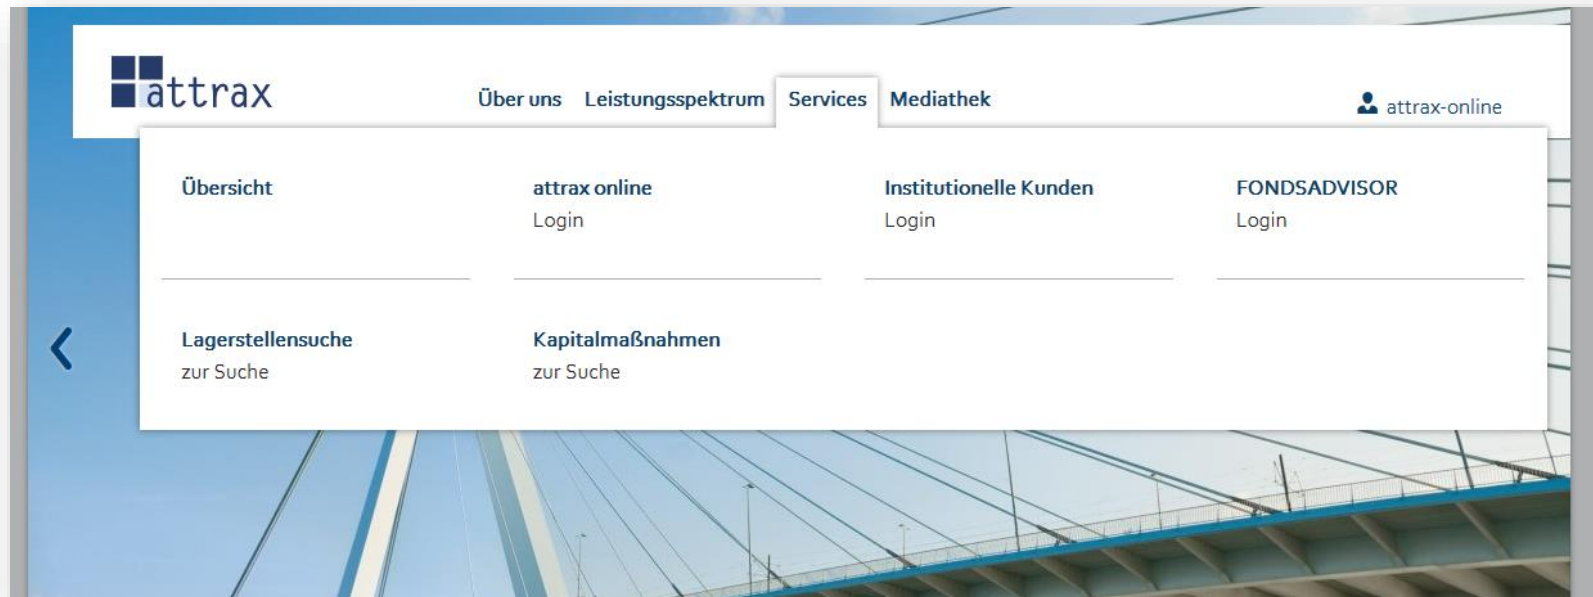 attrax
Über uns Leistungsspektrum Services Mediathek
attrax-online
Übersicht
attrax online
Login
Institutionelle Kunden
Login
FONDSADVISOR
Login
Lagerstellensuche
zur Suche
Kapitalmaßnahmen
zur Suche